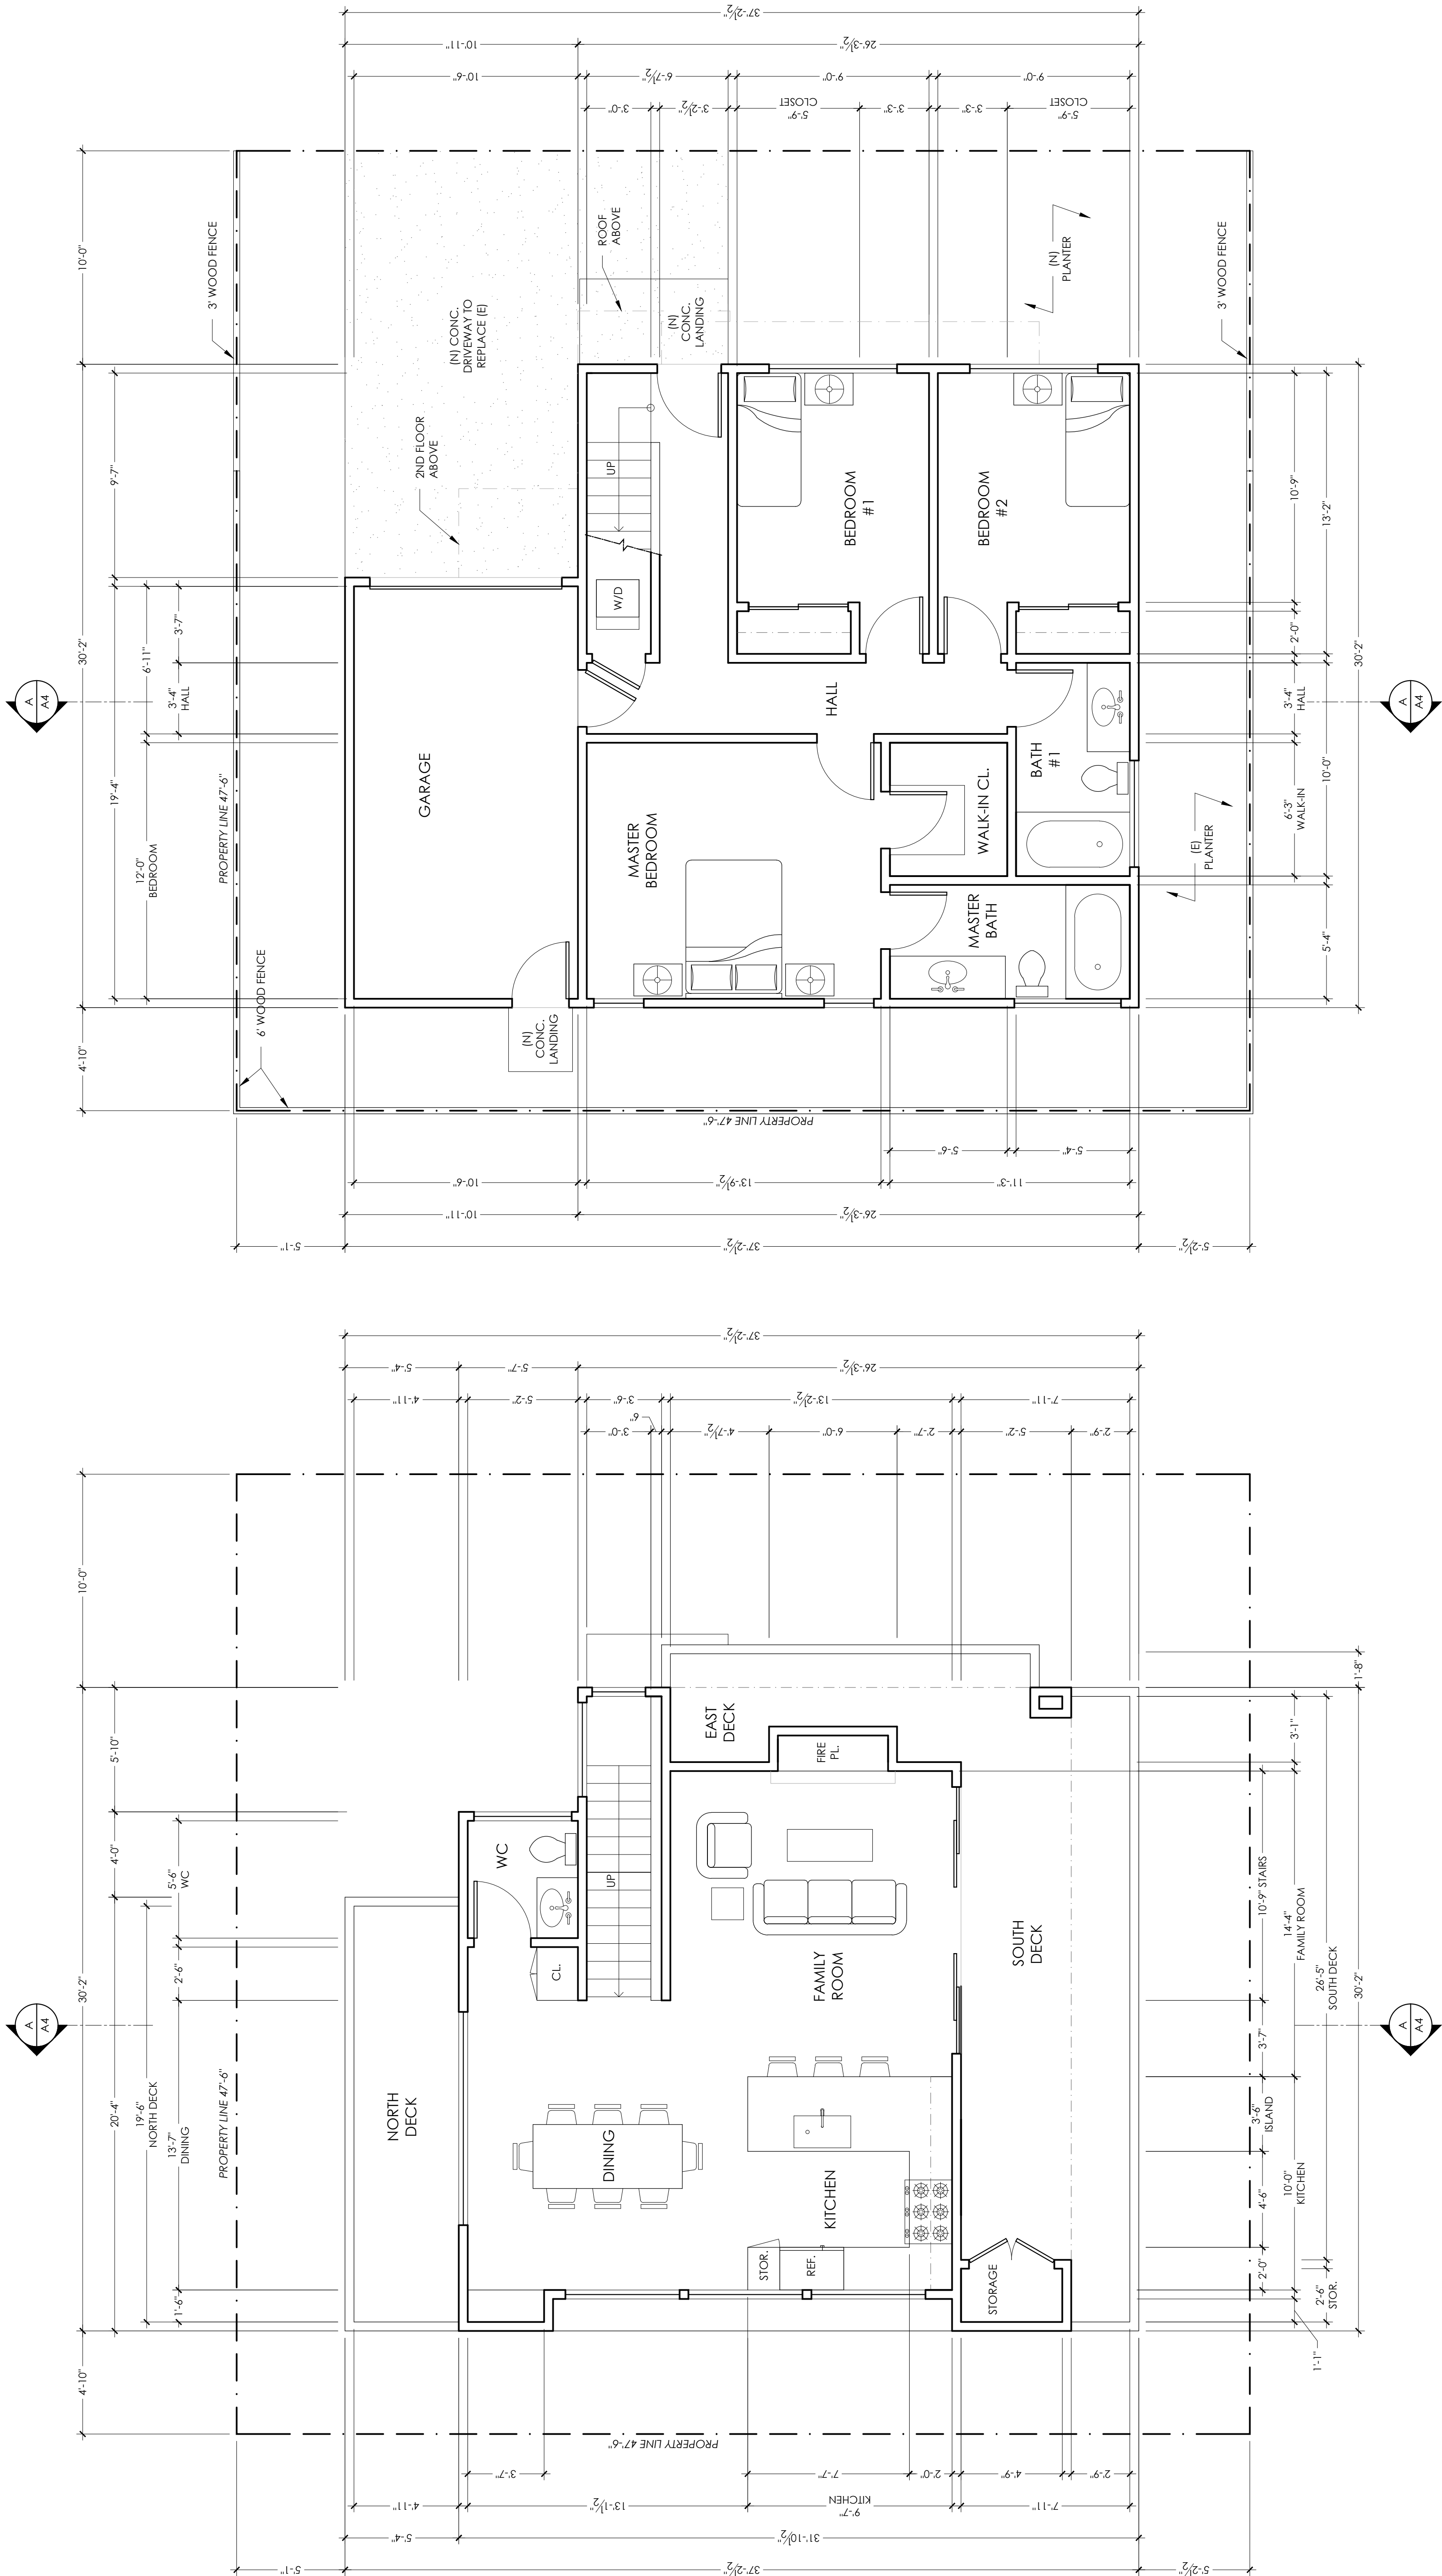 37'-2½"
10'-11"
26'-3½"
10'-6"
6'-7½"
9'-0"
9'-0"
3'-0"
3'-2½"
5'-9"
CLOSET
3'-3"
3'-3"
5'-9"
CLOSET
10'-0"
3' WOOD FENCE
(N) CONC.
DRIVEWAY TO
REPLACE (E)
ROOF
ABOVE
(N)
CONC.
LANDING
(N)
PLANTER
3' WOOD FENCE
30'-2"
9'-7"
2ND FLOOR
ABOVE
UP
W/D
BEDROOM
#1
BEDROOM
#2
10'-9"
13'-2"
2'-0"
30'-2"
A
A4
19'-4"
6'-11"
3'-7"
3'-4"
HALL
12'-0"
BEDROOM
PROPERTY LINE 47'-6"
GARAGE
HALL
MASTER
BEDROOM
WALK-IN CL.
BATH
#1
MASTER
BATH
3'-4"
HALL
6'-3"
WALK-IN
10'-0"
5'-4"
A
A4
(E)
PLANTER
6' WOOD FENCE
(N)
CONC.
LANDING
4'-10"
PROPERTY LINE 47'-6"
5'-6"
5'-4"
10'-6"
13'-9½"
11'-3"
10'-11"
26'-3½"
5'-1"
37'-2½"
5'-2½"
37'-2½"
5'-4"
5'-7"
26'-3½"
4'-11"
5'-2"
3'-6"
13'-2½"
7'-11"
6"
3'-0"
4'-7½"
6'-0"
2'-7"
5'-2"
2'-9"
10'-0"
1'-8"
30'-2"
5'-10"
4'-0"
5'-6"
WC
2'-6"
20'-4"
19'-6"
NORTH DECK
13'-7"
DINING
1'-6"
A
A4
PROPERTY LINE 47'-6"
EAST
DECK
FIRE
PL.
WC
UP
CL.
FAMILY
ROOM
SOUTH
DECK
NORTH
DECK
DINING
KITCHEN
STOR.
REF.
STORAGE
3'-1"
10'-9" STAIRS
14'-4"
FAMILY ROOM
26'-5"
SOUTH DECK
30'-2"
3'-7"
3'-6"
ISLAND
10'-0"
KITCHEN
4'-6"
2'-0"
2'-6"
STOR.
1'-1"
A
A4
4'-10"
PROPERTY LINE 47'-6"
3'-7"
7'-7"
2'-0"
4'-9"
2'-9"
4'-11"
13'-1½"
9'-7"
KITCHEN
7'-11"
5'-4"
31'-10½"
5'-1"
37'-2½"
5'-2½"